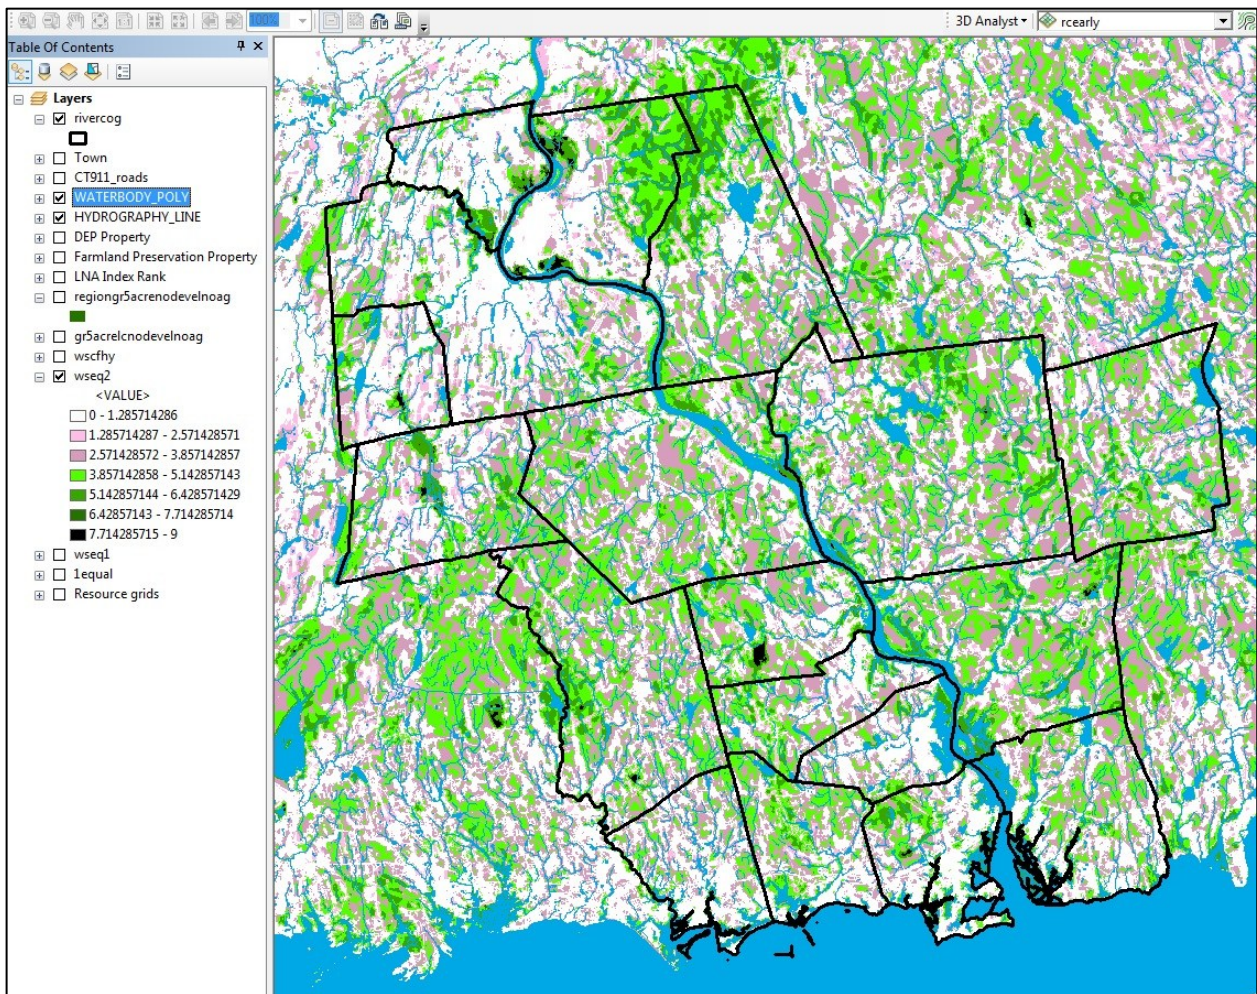 100%
3D Analyst
rcearly
Table Of Contents
Layers
rivercog
Town
CT911_roads
WATERBODY_POLY
HYDROGRAPHY_LINE
DEP Property
Farmland Preservation Property
LNA Index Rank
regiongr5acrenodevelnoag
gr5acrelcnodevelnoag
wscfhy
wseq2
<VALUE>
0 - 1.285714286
1.285714287 - 2.571428571
2.571428572 - 3.857142857
3.857142858 - 5.142857143
5.142857144 - 6.428571429
6.42857143 - 7.714285714
7.714285715 - 9
wseq1
1equal
Resource grids